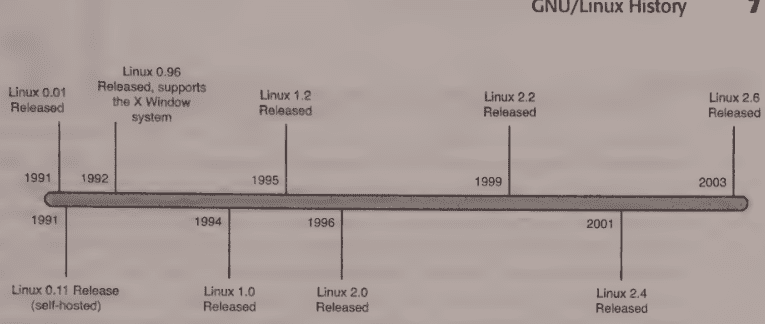 GNU/Linux History 7
Linux 0.01
Released
Linux 0.96
Released, supports
the X Window
system
Linux 1.2
Released
Linux 2.2
Released
Linux 2.6
Released
1991
1992
1995
1999
2003
1991
1994
1996
2001
Linux 0.11 Release
(self-hosted)
Linux 1.0
Released
Linux 2.0
Released
Linux 2.4
Released